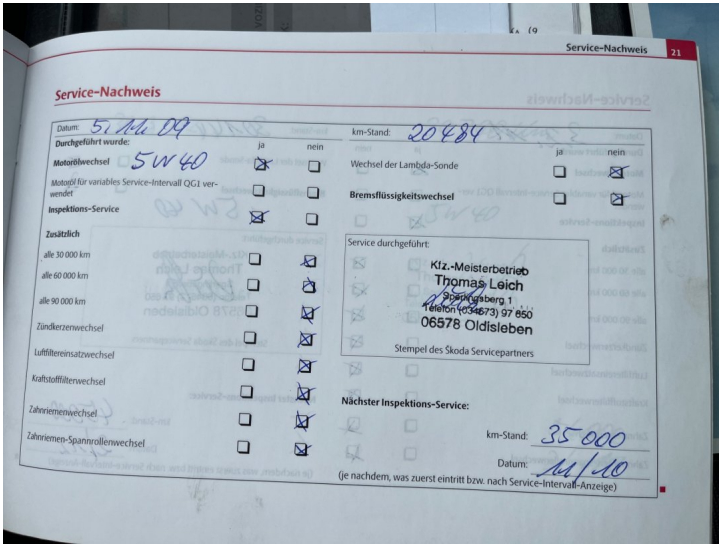 Service-Nachweis 21
Service-Nachweis
Datum: 5.11.09
km-Stand: 20484
Durchgeführt wurde:
ja nein
Motorölwechsel 5W40
Motoröl für variables Service-Intervall QG1 ver-
wendet
Inspektions-Service
Zusätzlich
alle 30 000 km
alle 60 000 km
alle 90 000 km
Zündkerzenwechsel
Luftfiltereinsatzwechsel
Kraftstofffilterwechsel
Zahnriemenwechsel
Zahnriemen-Spannrollenwechsel
ja nein
Wechsel der Lambda-Sonde
Bremsflüssigkeitswechsel
Service durchgeführt:
Kfz.-Meisterbetrieb
Thomas Leich
Sperlingsberg 1
Telefon (034673) 97 650
06578 Oldisleben
Stempel des Škoda Servicepartners
Nächster Inspektions-Service:
km-Stand: 35 000
Datum: 11/10
(je nachdem, was zuerst eintritt bzw. nach Service-Intervall-Anzeige)